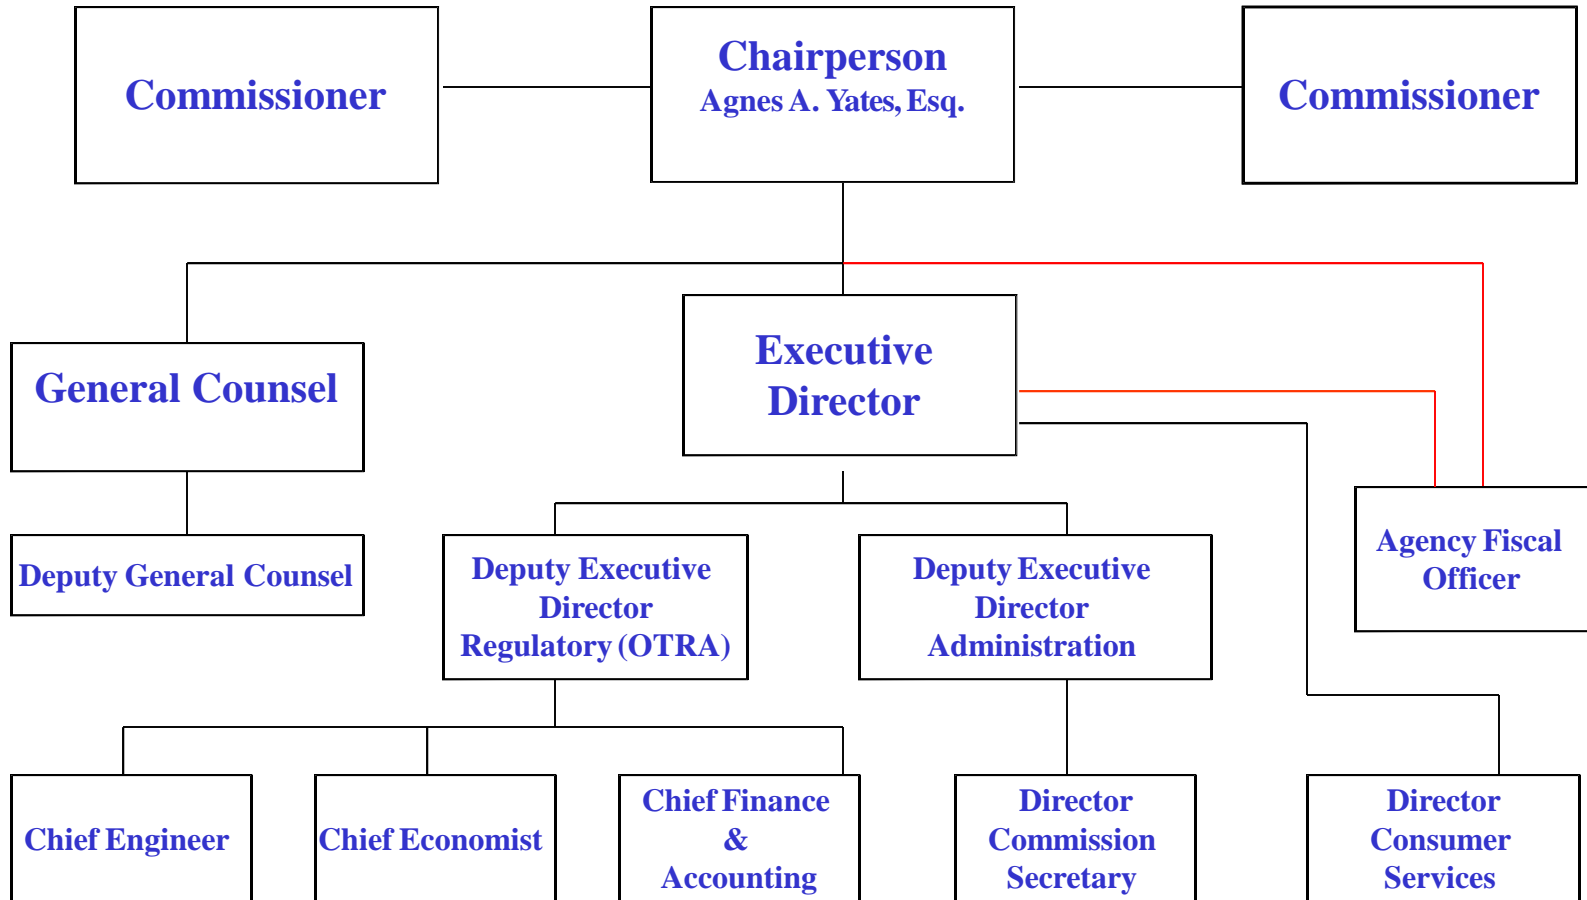 Commissioner
Chairperson
Agnes A. Yates, Esq.
Commissioner
General Counsel
Executive
Director
Deputy General Counsel
Deputy Executive
Director
Regulatory (OTRA)
Deputy Executive
Director
Administration
Agency Fiscal
Officer
Chief Engineer
Chief Economist
Chief Finance
&
Accounting
Director
Commission
Secretary
Director
Consumer
Services